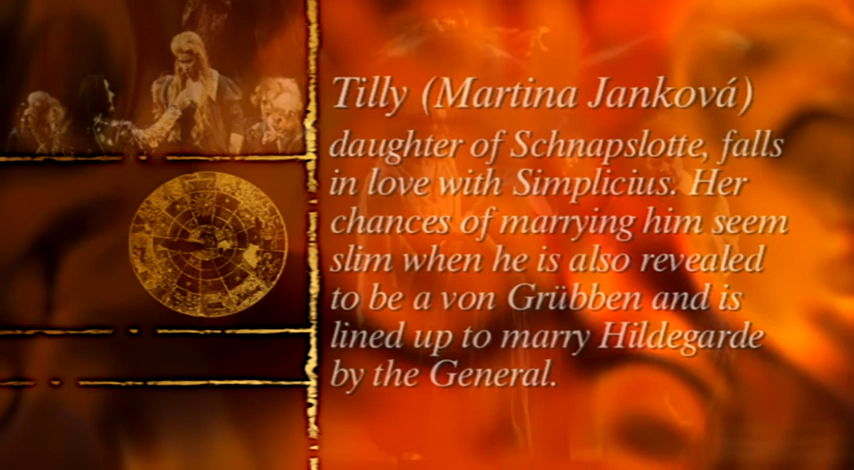 Tilly (Martina Janková)
daughter of Schnapslotte, falls
in love with Simplicius. Her
chances of marrying him seem
slim when he is also revealed
to be a von Grübben and is
lined up to marry Hildegarde
by the General.